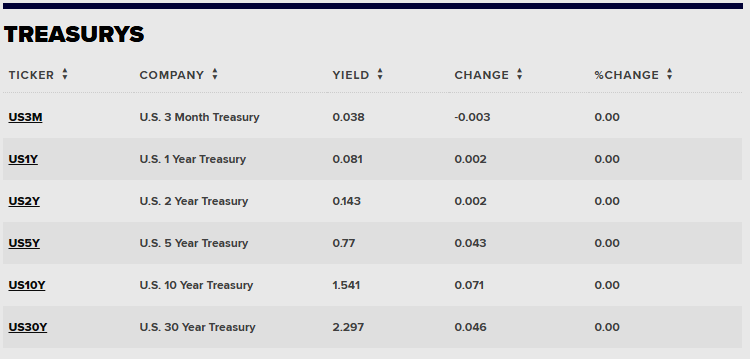 TREASURYS
TICKER COMPANY YIELD CHANGE %CHANGE
US3M U.S. 3 Month Treasury 0.038 -0.003 0.00
US1Y U.S. 1 Year Treasury 0.081 0.002 0.00
US2Y U.S. 2 Year Treasury 0.143 0.002 0.00
US5Y U.S. 5 Year Treasury 0.77 0.043 0.00
US10Y U.S. 10 Year Treasury 1.541 0.071 0.00
US30Y U.S. 30 Year Treasury 2.297 0.046 0.00